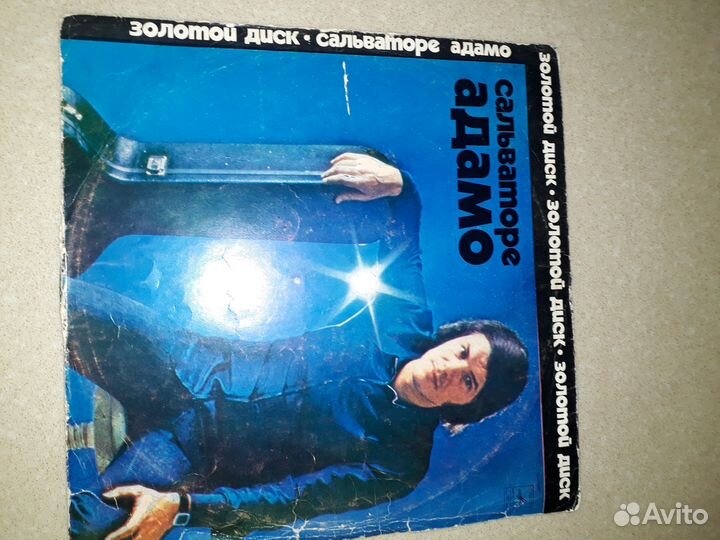 золотой диск • сальваторе адамо
золотой диск • золотой диск • золотой диск
сальваторе
адамо
Avito